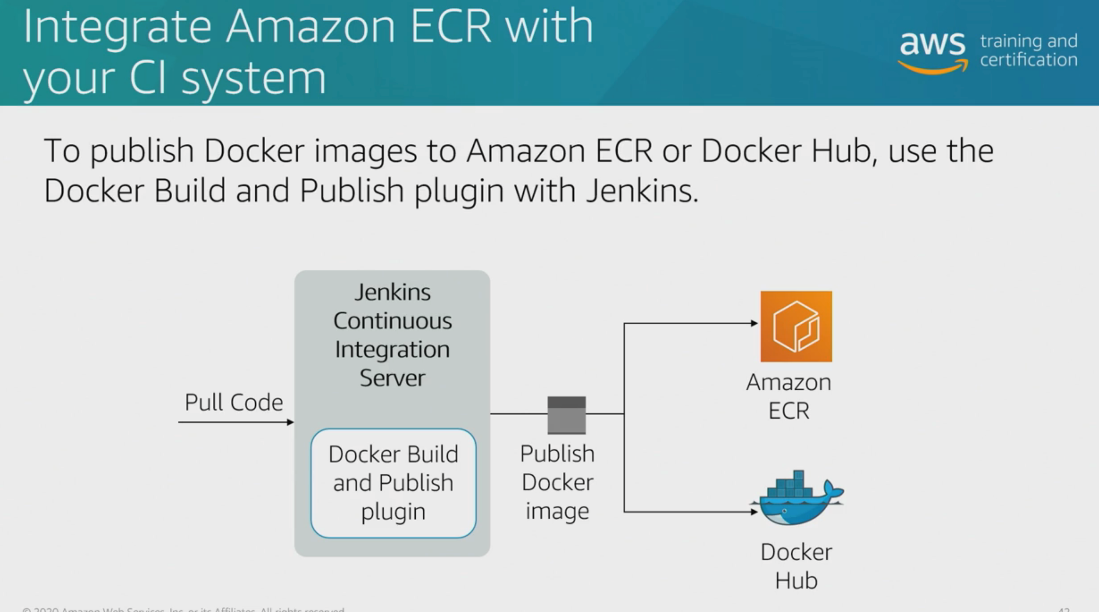 Integrate Amazon ECR with
your CI system
aws training and
certification
To publish Docker images to Amazon ECR or Docker Hub, use the
Docker Build and Publish plugin with Jenkins.
Jenkins
Continuous
Integration
Server
Pull Code
Docker Build
and Publish
plugin
Publish
Docker
image
Amazon
ECR
Docker
Hub
© 2020 Amazon Web Services, Inc. or its Affiliates. All rights reserved.